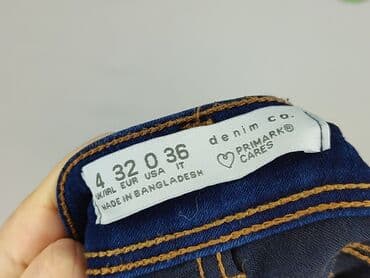 4 32 0 36
UK/IRL EUR USA IT
MADE IN BANGLADESH
denim co.
PRIMARK®
CARES